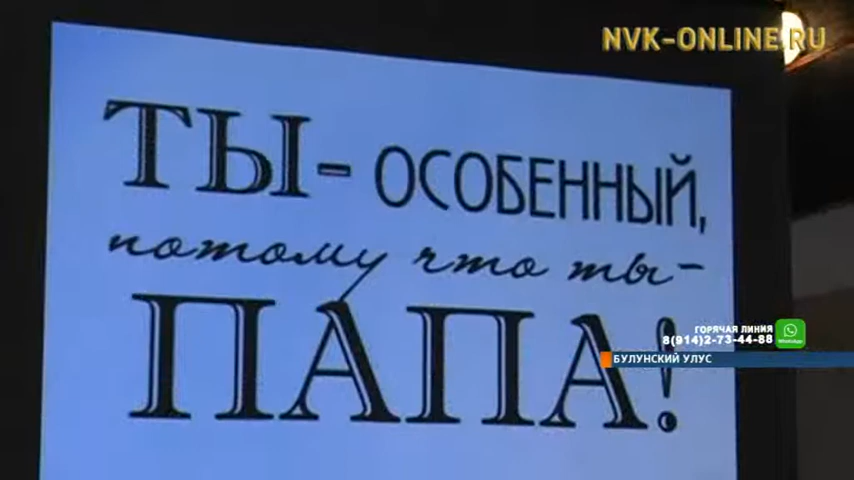 NVK-ONLINE.RU
ТЫ - ОСОБЕННЫЙ,
потому что ты -
ПАПА!
ГОРЯЧАЯ ЛИНИЯ
8(914)2-73-44-88
WhatsApp
БУЛУНСКИЙ УЛУС